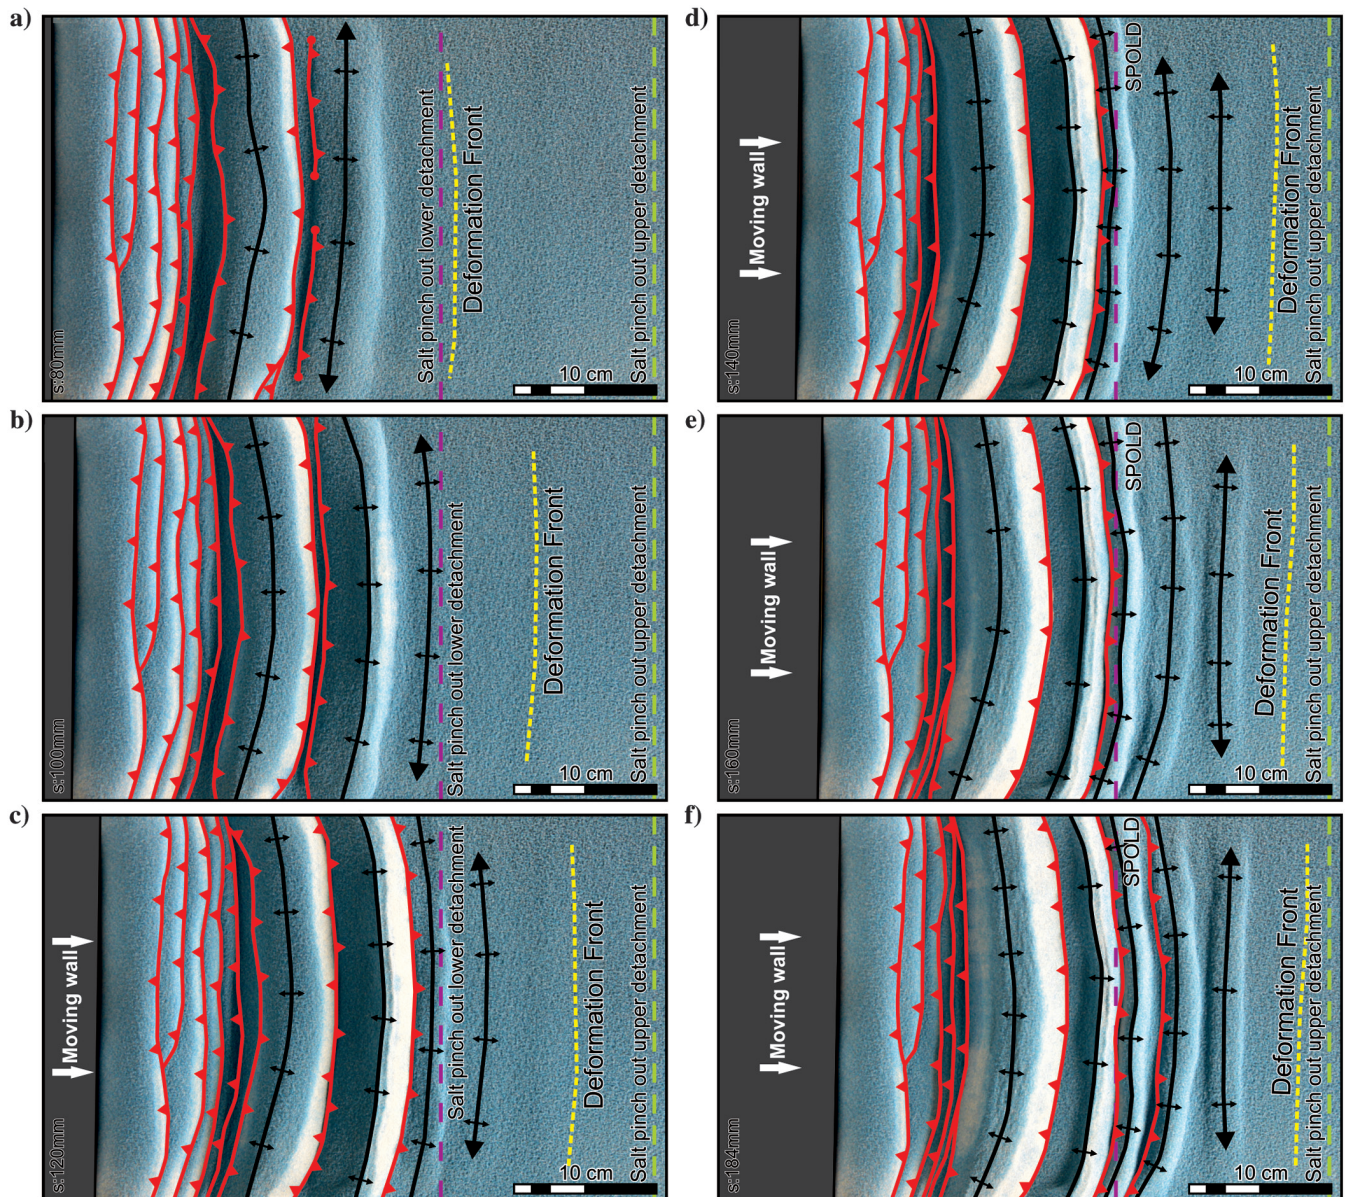 a)
Salt pinch out lower detachment
Deformation Front
Salt pinch out upper detachment
s:80mm
10 cm
b)
Salt pinch out lower detachment
Deformation Front
Salt pinch out upper detachment
s:100mm
10 cm
c)
Moving wall
Salt pinch out lower detachment
Deformation Front
Salt pinch out upper detachment
s:120mm
10 cm
d)
Moving wall
SPOLD
Deformation Front
Salt pinch out upper detachment
s:140mm
10 cm
e)
Moving wall
SPOLD
Deformation Front
Salt pinch out upper detachment
s:160mm
10 cm
f)
Moving wall
SPOLD
Deformation Front
Salt pinch out upper detachment
s:184mm
10 cm